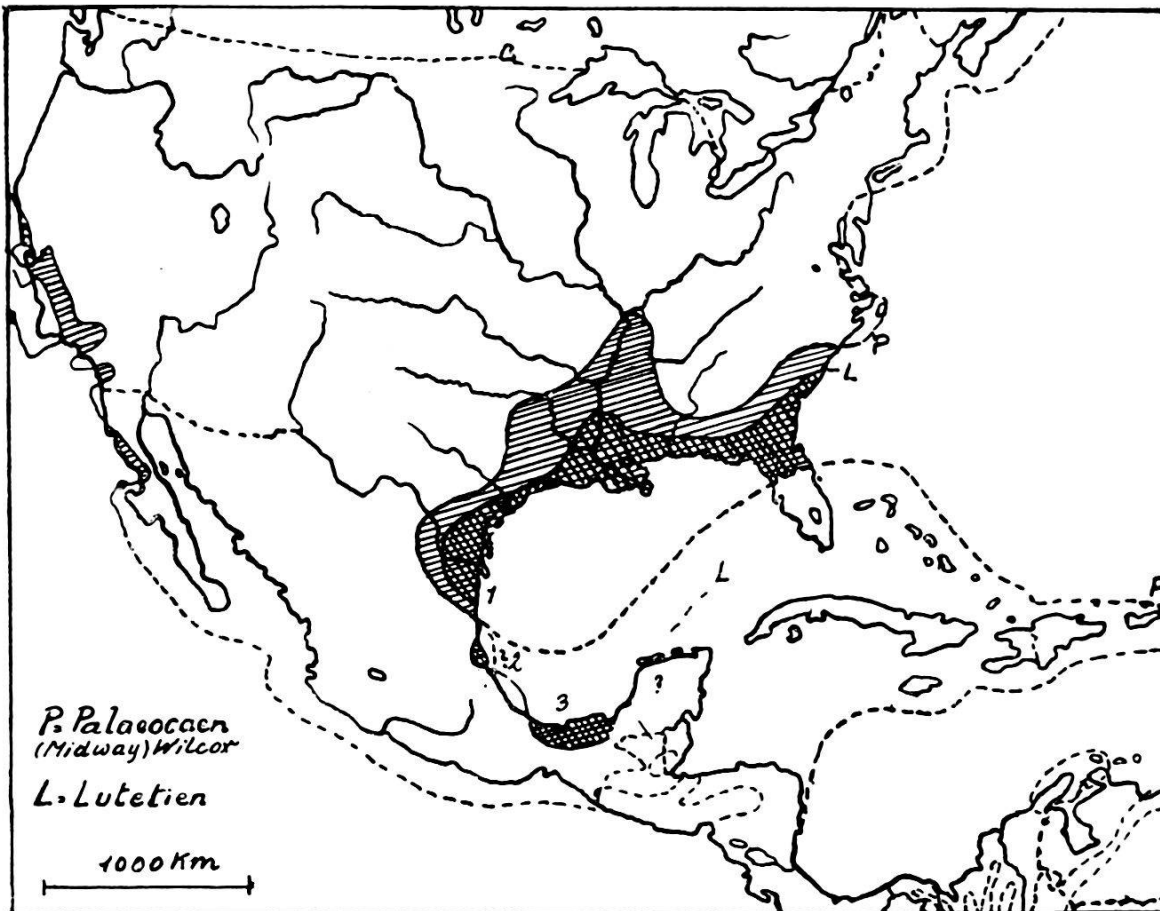 P
L
L
P
1
?2
3
?
P=Palaeocaen
(Midway) Wilcox
L=Lutetien
1000 Km